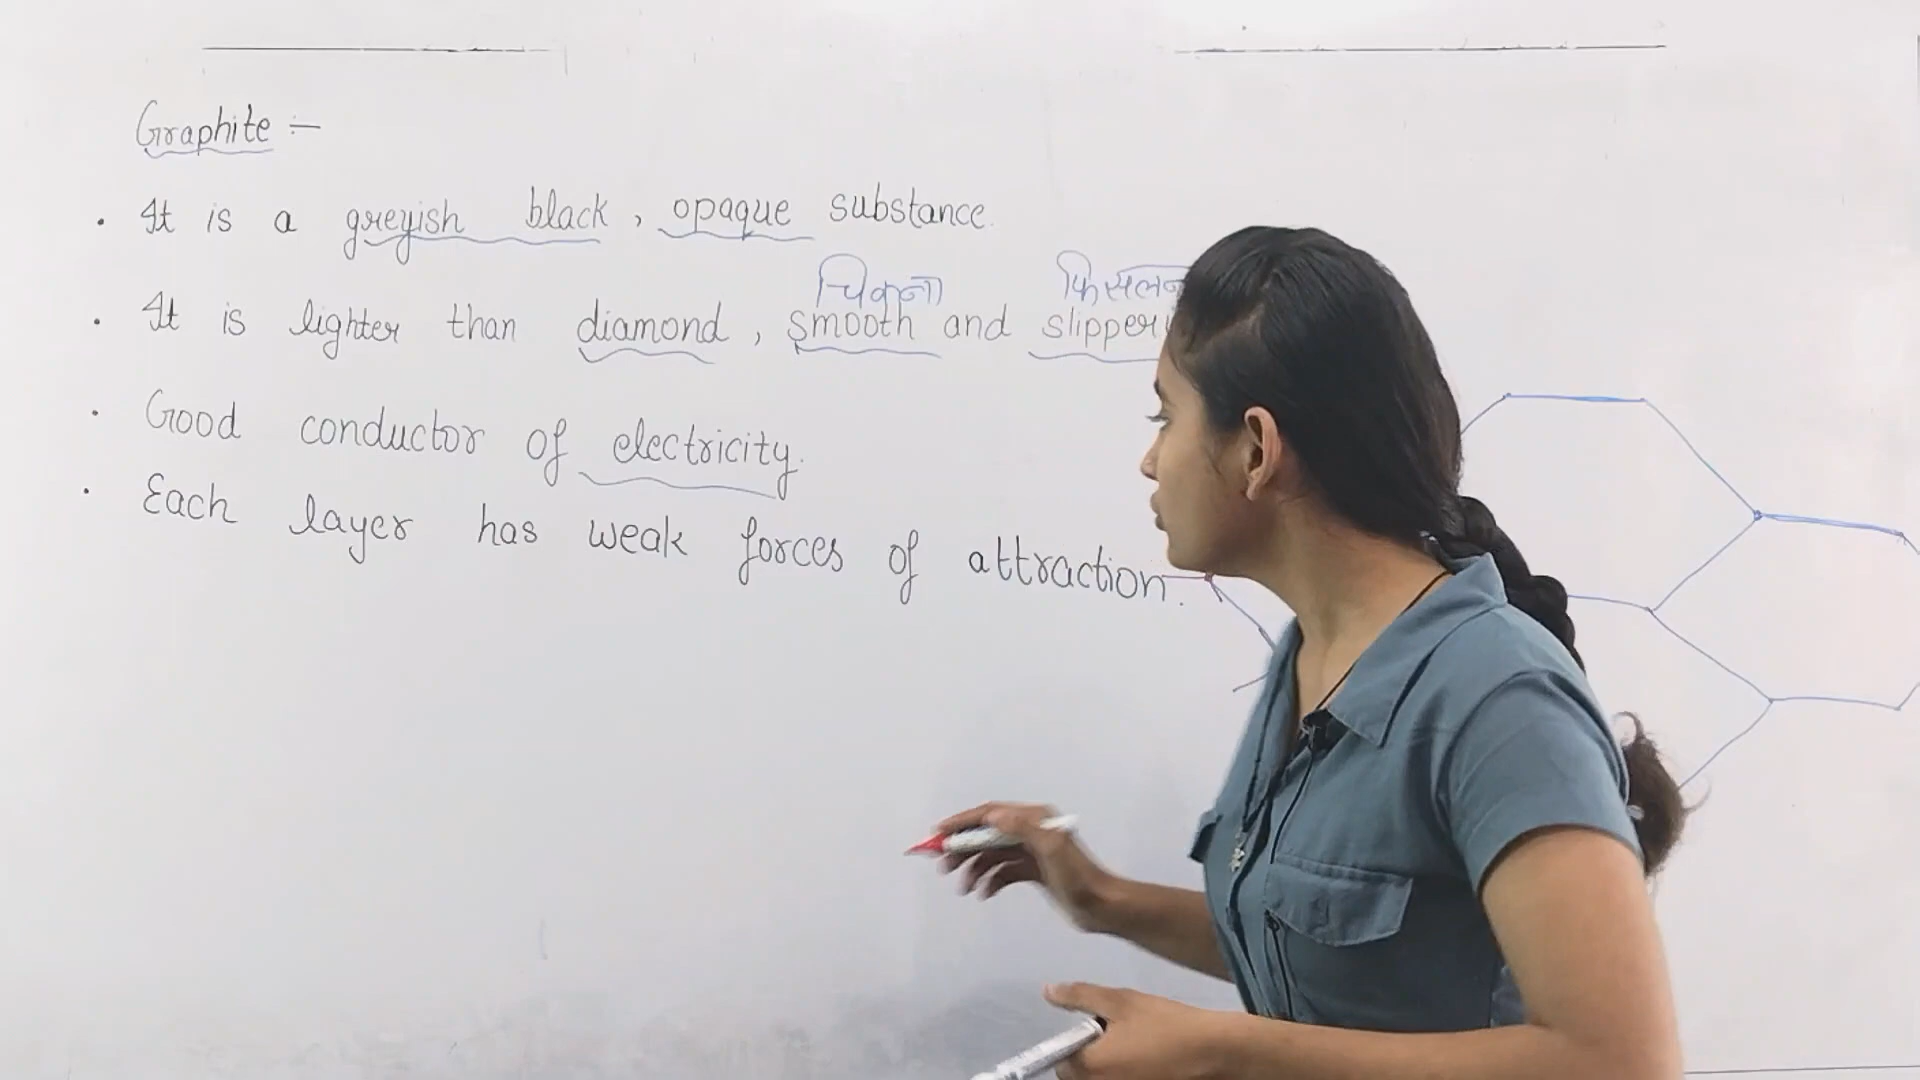 Graphite :-
. It is a greyish black, opaque substance.
चिकना
. It is lighter than diamond, smooth and
. Good conductor of electricity.
. Each layer has weak forces of attraction.